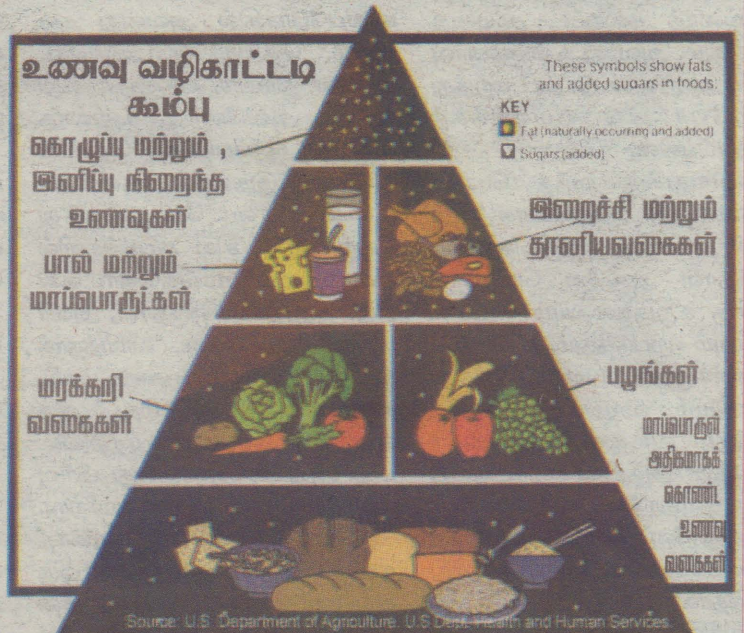 உணவு வழிகாட்டி
கூம்பு
கொழுப்பு மற்றும் ,
இனிப்பு நிறைந்த
உணவுகள்
பால் மற்றும்
மாப்பொருட்கள்
மரக்கறி
வகைகள்
These symbols show fats
and added sugars in foods.
KEY
Fat (naturally occurring and added)
Sugars (added)
இறைச்சி மற்றும்
தானியவகைகள்
பழங்கள்
மாப்பொருள்
அதிகமாகக்
கொண்ட
உணவு
வகைகள்
Source: U.S. Department of Agriculture. U.S Dept. Health and Human Services.